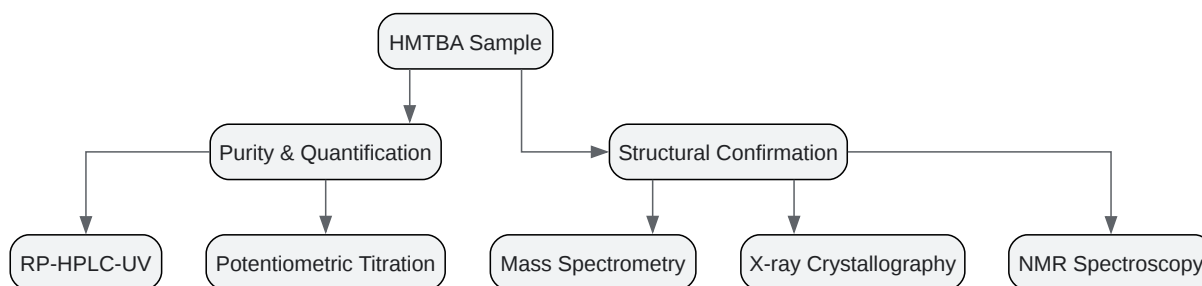 HMTBA Sample
Purity & Quantification
Structural Confirmation
RP-HPLC-UV
Potentiometric Titration
Mass Spectrometry
X-ray Crystallography
NMR Spectroscopy